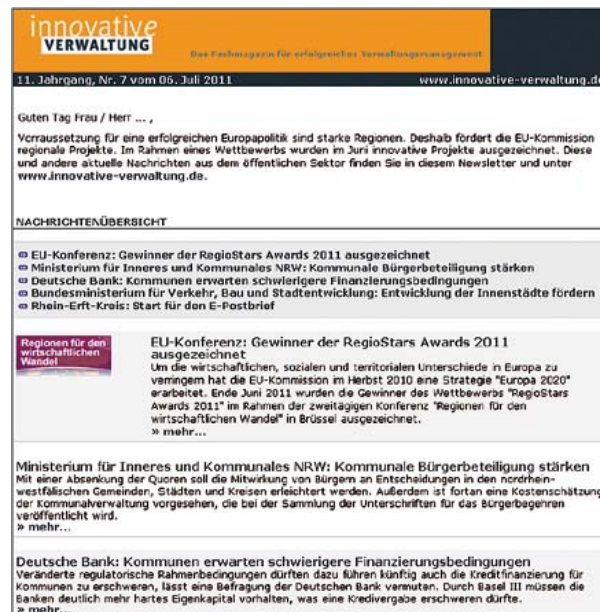 innovative
VERWALTUNG
Das Fachmagazin für erfolgreiches Verwaltungsmanagement
11. Jahrgang, Nr. 7 vom 06. Juli 2011 www.innovative-verwaltung.de
Guten Tag Frau / Herr ... ,
Vorraussetzung für eine erfolgreichen Europapolitik sind starke Regionen. Deshalb fördert die EU-Kommission
regionale Projekte. Im Rahmen eines Wettbewerbs wurden im Juni innovative Projekte ausgezeichnet. Diese
und andere aktuelle Nachrichten aus dem öffentlichen Sektor finden Sie in diesem Newsletter und unter
www.innovative-verwaltung.de.
NACHRICHTENÜBERSICHT
EU-Konferenz: Gewinner der RegioStars Awards 2011 ausgezeichnet
Ministerium für Inneres und Kommunales NRW: Kommunale Bürgerbeteiligung stärken
Deutsche Bank: Kommunen erwarten schwierigere Finanzierungsbedingungen
Bundesministerium für Verkehr, Bau und Stadtentwicklung: Entwicklung der Innenstädte fördern
Rhein-Erft-Kreis: Start für den E-Postbrief
Regionen für den
wirtschaftlichen
Wandel
EU-Konferenz: Gewinner der RegioStars Awards 2011
ausgezeichnet
Um die wirtschaftlichen, sozialen und territorialen Unterschiede in Europa zu
verringern hat die EU-Kommission im Herbst 2010 eine Strategie "Europa 2020"
erarbeitet. Ende Juni 2011 wurden die Gewinner des Wettbewerbs "RegioStars
Awards 2011" im Rahmen der zweitägigen Konferenz "Regionen für den
wirtschaftlichen Wandel" in Brüssel ausgezeichnet.
» mehr...
Ministerium für Inneres und Kommunales NRW: Kommunale Bürgerbeteiligung stärken
Mit einer Absenkung der Quoren soll die Mitwirkung von Bürgern an Entscheidungen in den nordrhein-
westfälischen Gemeinden, Städten und Kreisen erleichtert werden. Außerdem ist fortan eine Kostenschätzung
der Kommunalverwaltung vorgesehen, die bei der Sammlung der Unterschriften für das Bürgerbegehren
veröffentlicht wird.
» mehr...
Deutsche Bank: Kommunen erwarten schwierigere Finanzierungsbedingungen
Veränderte regulatorische Rahmenbedingungen dürften dazu führen künftig auch die Kreditfinanzierung für
Kommunen zu erschweren, lässt eine Befragung der Deutschen Bank vermuten. Durch Basel III müssen die
Banken deutlich mehr hartes Eigenkapital vorhalten, was eine Kredivergabe erschweren dürfte.
» mehr...